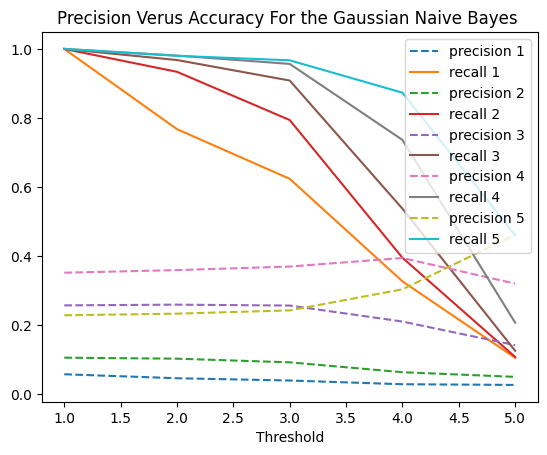 Precision Verus Accuracy For the Gaussian Naive Bayes
1.0
0.8
0.6
0.4
0.2
0.0
precision 1
recall 1
precision 2
recall 2
precision 3
recall 3
precision 4
recall 4
precision 5
recall 5
1.0 1.5 2.0 2.5 3.0 3.5 4.0 4.5 5.0
Threshold